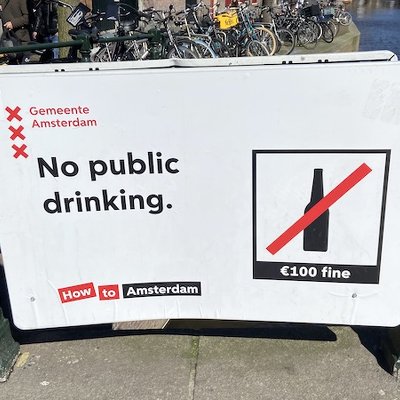 Gemeente
Amsterdam
No public
drinking.
€100 fine
How to Amsterdam